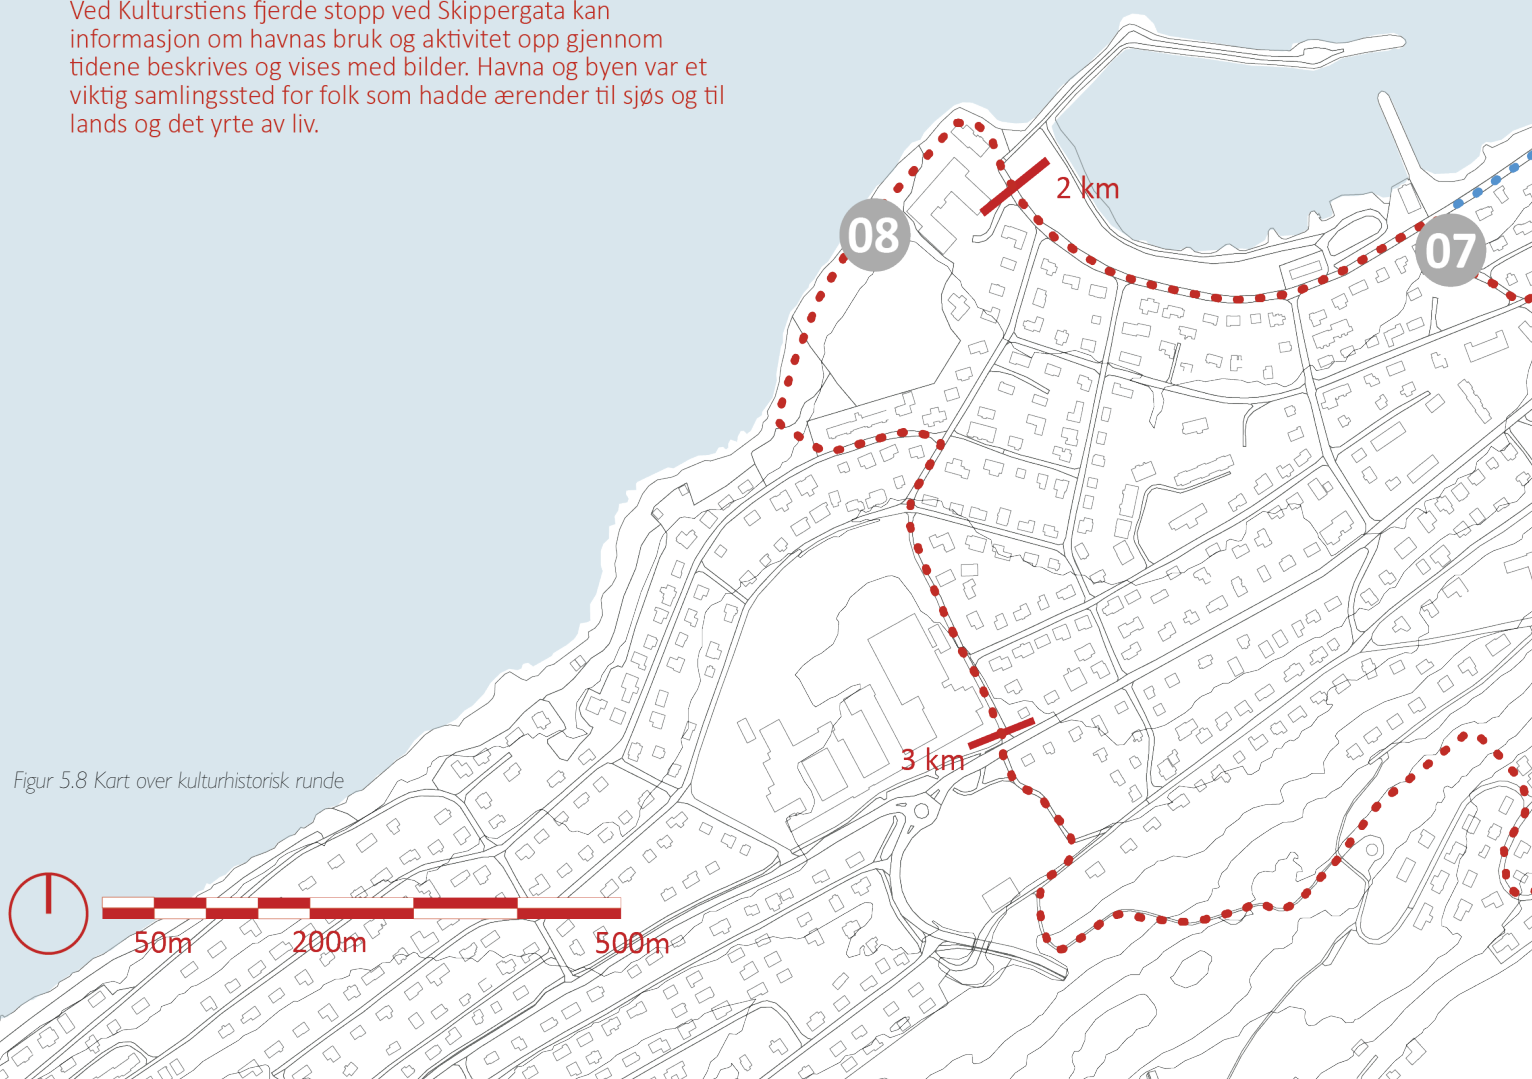 Ved Kulturstiens fjerde stopp ved Skippergata kan
informasjon om havnas bruk og aktivitet opp gjennom
tidene beskrives og vises med bilder. Havna og byen var et
viktig samlingssted for folk som hadde ærender til sjøs og til
lands og det yrte av liv.
2 km
08
07
3 km
Figur 5.8 Kart over kulturhistorisk runde
50m
200m
500m